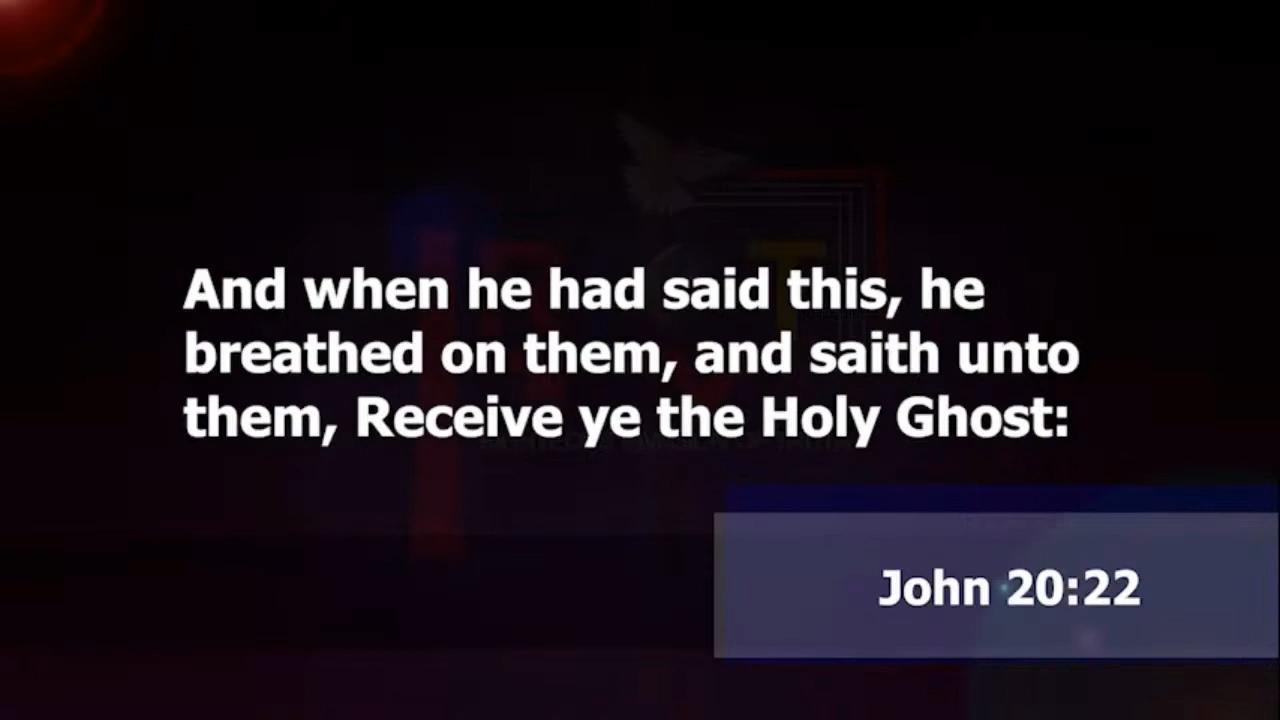 And when he had said this, he
breathed on them, and saith unto
them, Receive ye the Holy Ghost:
John 20:22